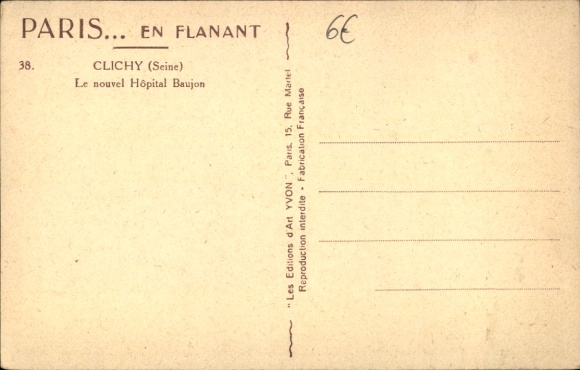 PARIS... EN FLANANT
38. CLICHY (Seine)
Le nouvel Hôpital Baujon
6€
"Les Editions d'Art YVON", Paris, 15, Rue Martel
Reproduction interdite - Fabrication Française